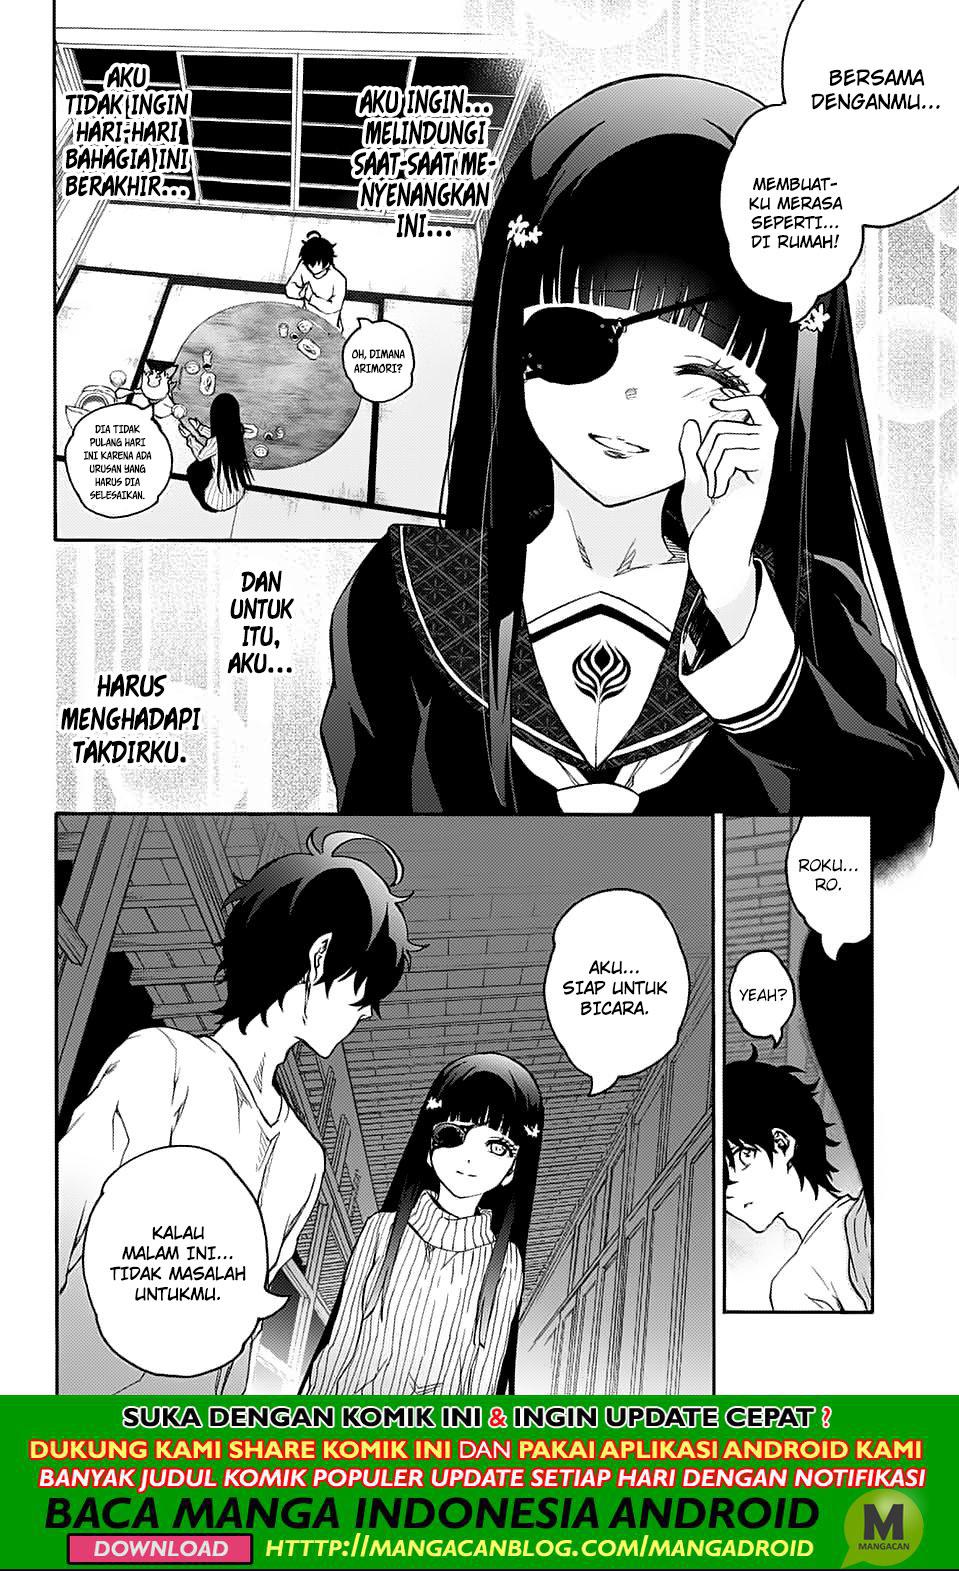 BERSAMA
DENGANMU...
MEMBUAT-
KU MERASA
SEPERTI...
DI RUMAH!
AKU INGIN...
MELINDUNGI
SAAT-SAAT ME-
NYENANGKAN
INI...
AKU
TIDAK INGIN
HARI-HARI
BAHAGIA INI
BERAKHIR...
OH, DIMANA
ARIMORI?
DIA TIDAK
PULANG HARI
INI KARENA ADA
URUSAN YANG
HARUS DIA
SELESAIKAN.
DAN
UNTUK
ITU,
AKU...
HARUS
MENGHADAPI
TAKDIRKU.
ROKU...
RO.
YEAH?
AKU...
SIAP UNTUK
BICARA.
KALAU
MALAM INI...
TIDAK MASALAH
UNTUKMU.
SUKA DENGAN KOMIK INI & INGIN UPDATE CEPAT ?
DUKUNG KAMI SHARE KOMIK INI DAN PAKAI APLIKASI ANDROID KAMI
BANYAK JUDUL KOMIK POPULER UPDATE SETIAP HARI DENGAN NOTIFIKASI
BACA MANGA INDONESIA ANDROID
DOWNLOAD HTTTP://MANGACANBLOG.COM/MANGADROID
M
MANGACAN